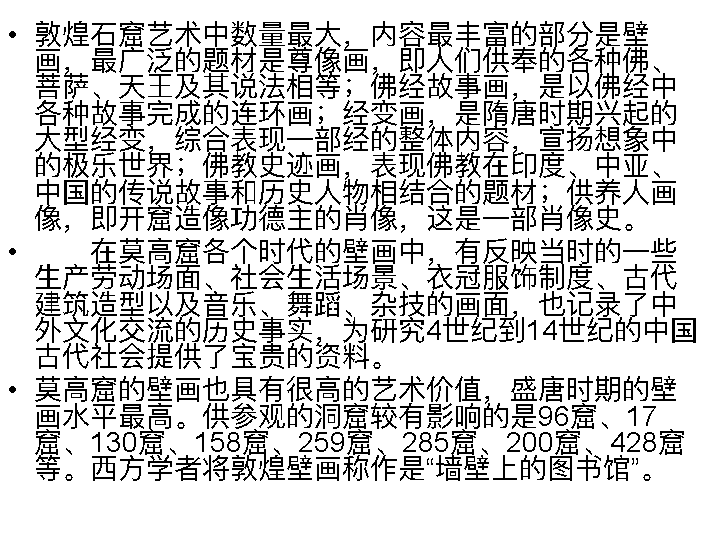 • 敦煌石窟艺术中数量最大，内容最丰富的部分是壁
画，最广泛的题材是尊像画，即人们供奉的各种佛、
菩萨、天王及其说法相等；佛经故事画，是以佛经中
各种故事完成的连环画；经变画，是隋唐时期兴起的
大型经变，综合表现一部经的整体内容，宣扬想象中
的极乐世界；佛教史迹画，表现佛教在印度、中亚、
中国的传说故事和历史人物相结合的题材；供养人画
像，即开窟造像功德主的肖像，这是一部肖像史。
• 在莫高窟各个时代的壁画中，有反映当时的一些
生产劳动场面、社会生活场景、衣冠服饰制度、古代
建筑造型以及音乐、舞蹈、杂技的画面，也记录了中
外文化交流的历史事实，为研究4世纪到14世纪的中国
古代社会提供了宝贵的资料。
• 莫高窟的壁画也具有很高的艺术价值，盛唐时期的壁
画水平最高。供参观的洞窟较有影响的是96窟、17
窟、130窟、158窟、259窟、285窟、200窟、428窟
等。西方学者将敦煌壁画称作是“墙壁上的图书馆”。